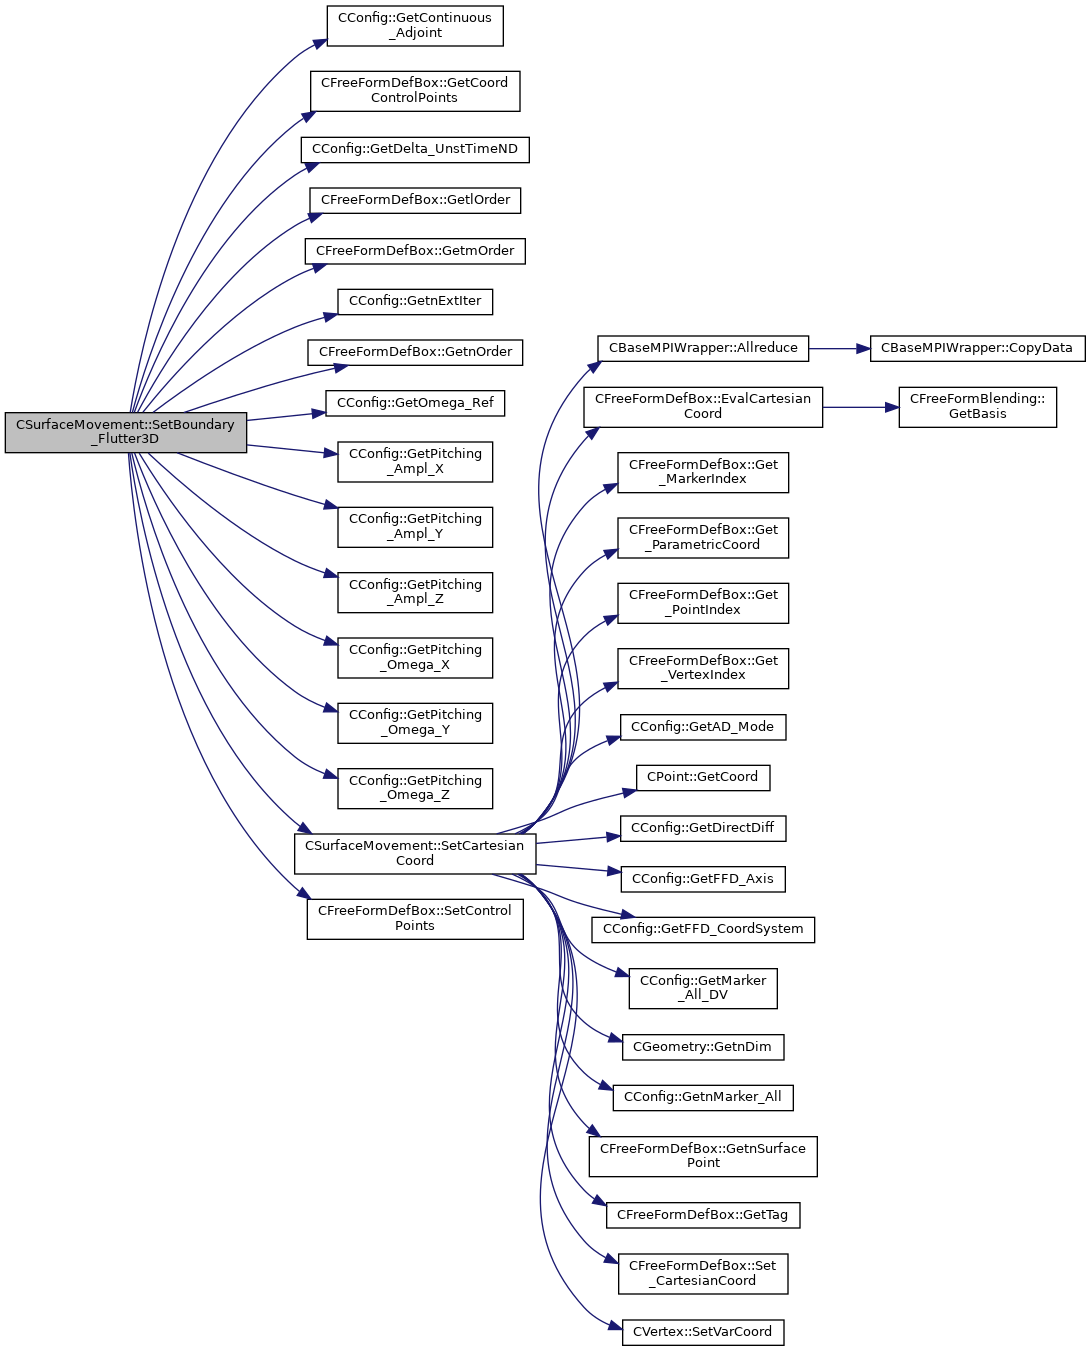 CSurfaceMovement::SetBoundary
_Flutter3D
CConfig::GetContinuous
_Adjoint
CFreeFormDefBox::GetCoord
ControlPoints
CConfig::GetDelta_UnstTimeND
CFreeFormDefBox::GetlOrder
CFreeFormDefBox::GetmOrder
CConfig::GetnExtIter
CFreeFormDefBox::GetnOrder
CConfig::GetOmega_Ref
CConfig::GetPitching
_Ampl_X
CConfig::GetPitching
_Ampl_Y
CConfig::GetPitching
_Ampl_Z
CConfig::GetPitching
_Omega_X
CConfig::GetPitching
_Omega_Y
CConfig::GetPitching
_Omega_Z
CSurfaceMovement::SetCartesian
Coord
CFreeFormDefBox::SetControl
Points
CBaseMPIWrapper::Allreduce
CBaseMPIWrapper::CopyData
CFreeFormDefBox::EvalCartesian
Coord
CFreeFormBlending::
GetBasis
CFreeFormDefBox::Get
_MarkerIndex
CFreeFormDefBox::Get
_ParametricCoord
CFreeFormDefBox::Get
_PointIndex
CFreeFormDefBox::Get
_VertexIndex
CConfig::GetAD_Mode
CPoint::GetCoord
CConfig::GetDirectDiff
CConfig::GetFFD_Axis
CConfig::GetFFD_CoordSystem
CConfig::GetMarker
_All_DV
CGeometry::GetnDim
CConfig::GetnMarker_All
CFreeFormDefBox::GetnSurface
Point
CFreeFormDefBox::GetTag
CFreeFormDefBox::Set
_CartesianCoord
CVertex::SetVarCoord